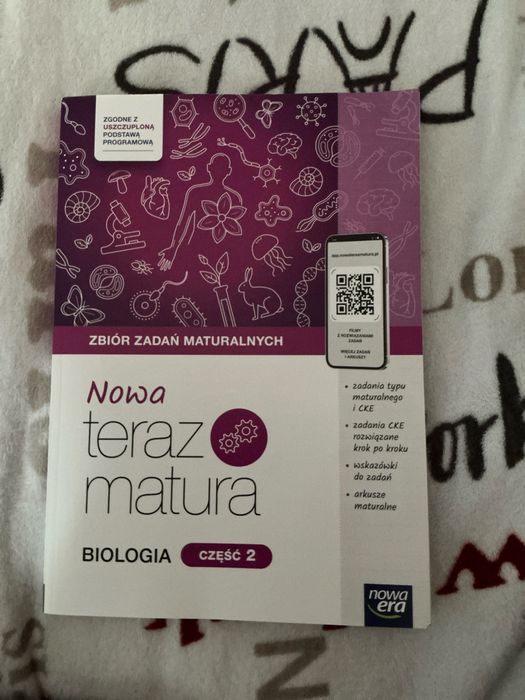 PARIS
ZGODNE Z
USZCZUPLONĄ
PODSTAWĄ
PROGRAMOWĄ
FILMY
Z ROZWIĄZANIAMI
ZADAŃ
WIĘCEJ ZADAŃ
I ARKUSZY
ZBIÓR ZADAŃ MATURALNYCH
Nowa
teraz
matura
BIOLOGIA CZĘŚĆ 2
• zadania typu
maturalnego
i CKE
• zadania CKE
rozwiązane
krok po kroku
• wskazówki
do zadań
• arkusze
maturalne
nowa
era